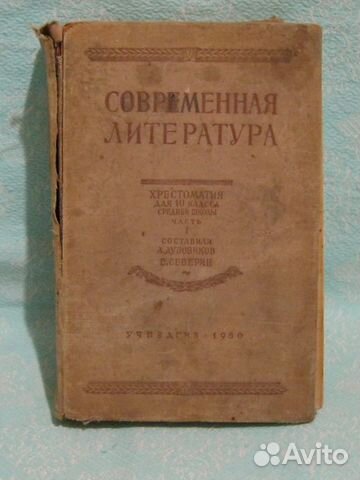 СОВРЕМЕННАЯ
ЛИТЕРАТУРА
ХРЕСТОМАТИЯ
ДЛЯ 10 КЛАССА
СРЕДНЕЙ ШКОЛЫ
ЧАСТЬ
I
СОСТАВИЛИ
А. ДУБОВИКОВ
Е. СЕВЕРИН
УЧПЕДГИЗ · 1950
Avito